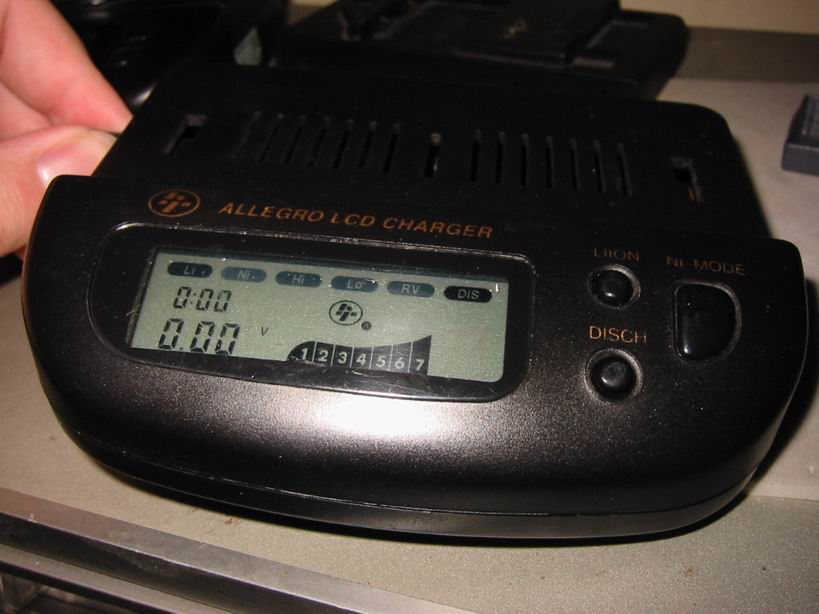 ALLEGRO LCD CHARGER
LIION NI-MODE
DISCH
Li Ni Hi Lo RV DIS
0:00
0.00 V
1 2 3 4 5 6 7